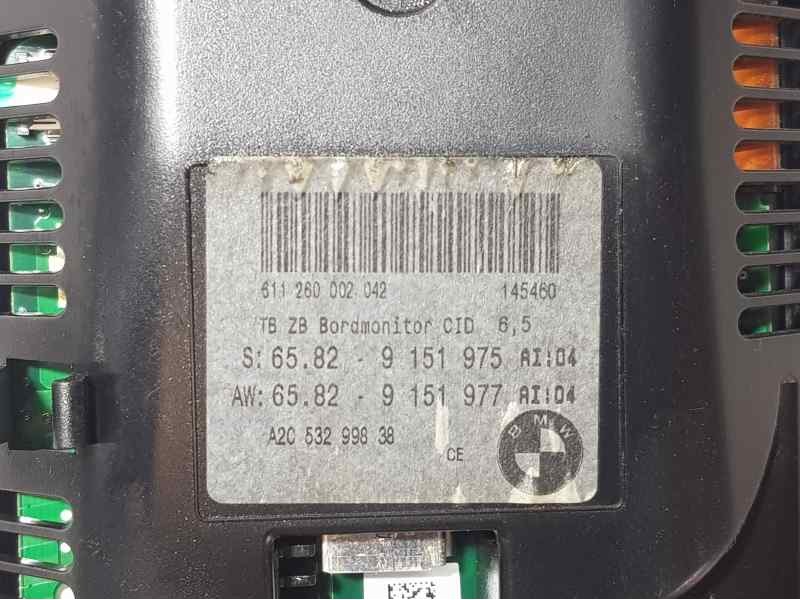 611 260 002 042 145460
TB ZB Bordmonitor CID 6,5
S: 65.82 - 9 151 975 AI:04
AW: 65.82 - 9 151 977 AI:04
A2C 532 998 38
CE
BMW